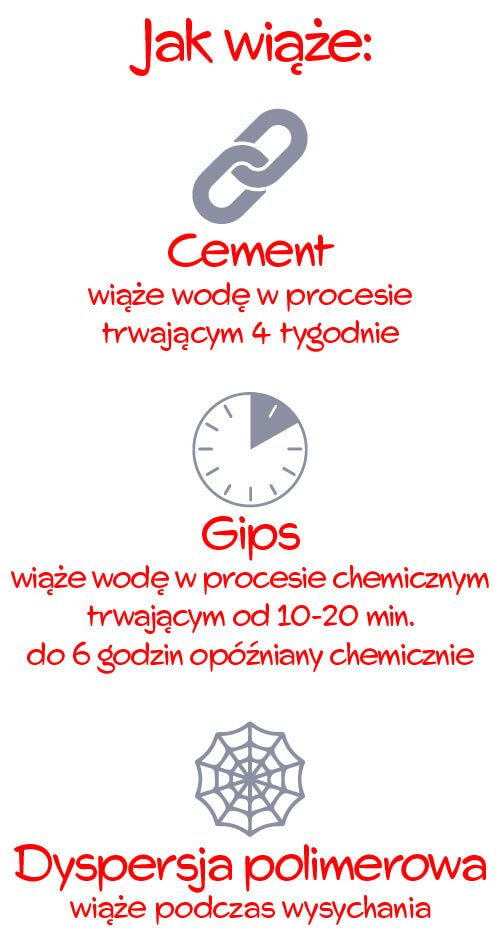 Jak wiąże:
Cement
wiąże wodę w procesie
trwającym 4 tygodnie
Gips
wiąże wodę w procesie chemicznym
trwającym od 10-20 min.
do 6 godzin opóźniany chemicznie
Dyspersja polimerowa
wiąże podczas wysychania